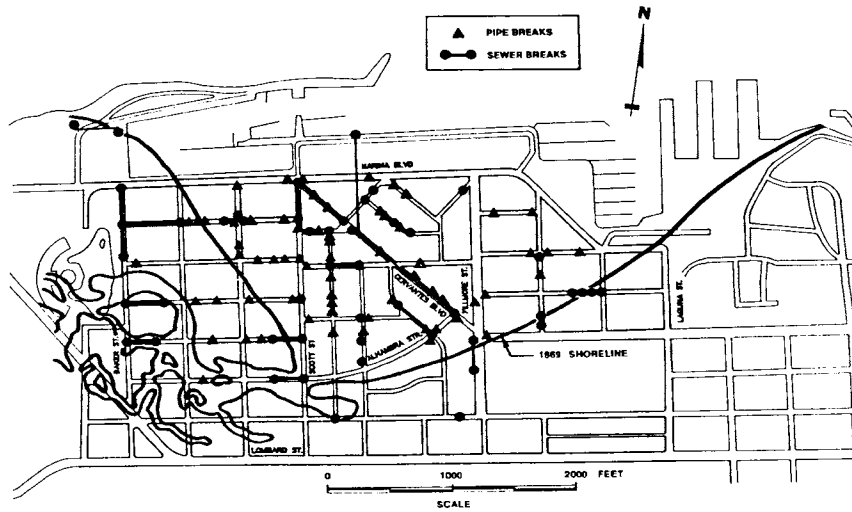 N
PIPE BREAKS
SEWER BREAKS
MARINA BLVD
CERVANTES BLVD
FILLMORE ST.
LAGUNA ST.
BAKER ST.
SCOTT ST
ALHAMBRA STR.
1869 SHORELINE
LOMBARD ST.
0 1000 2000 FEET
SCALE